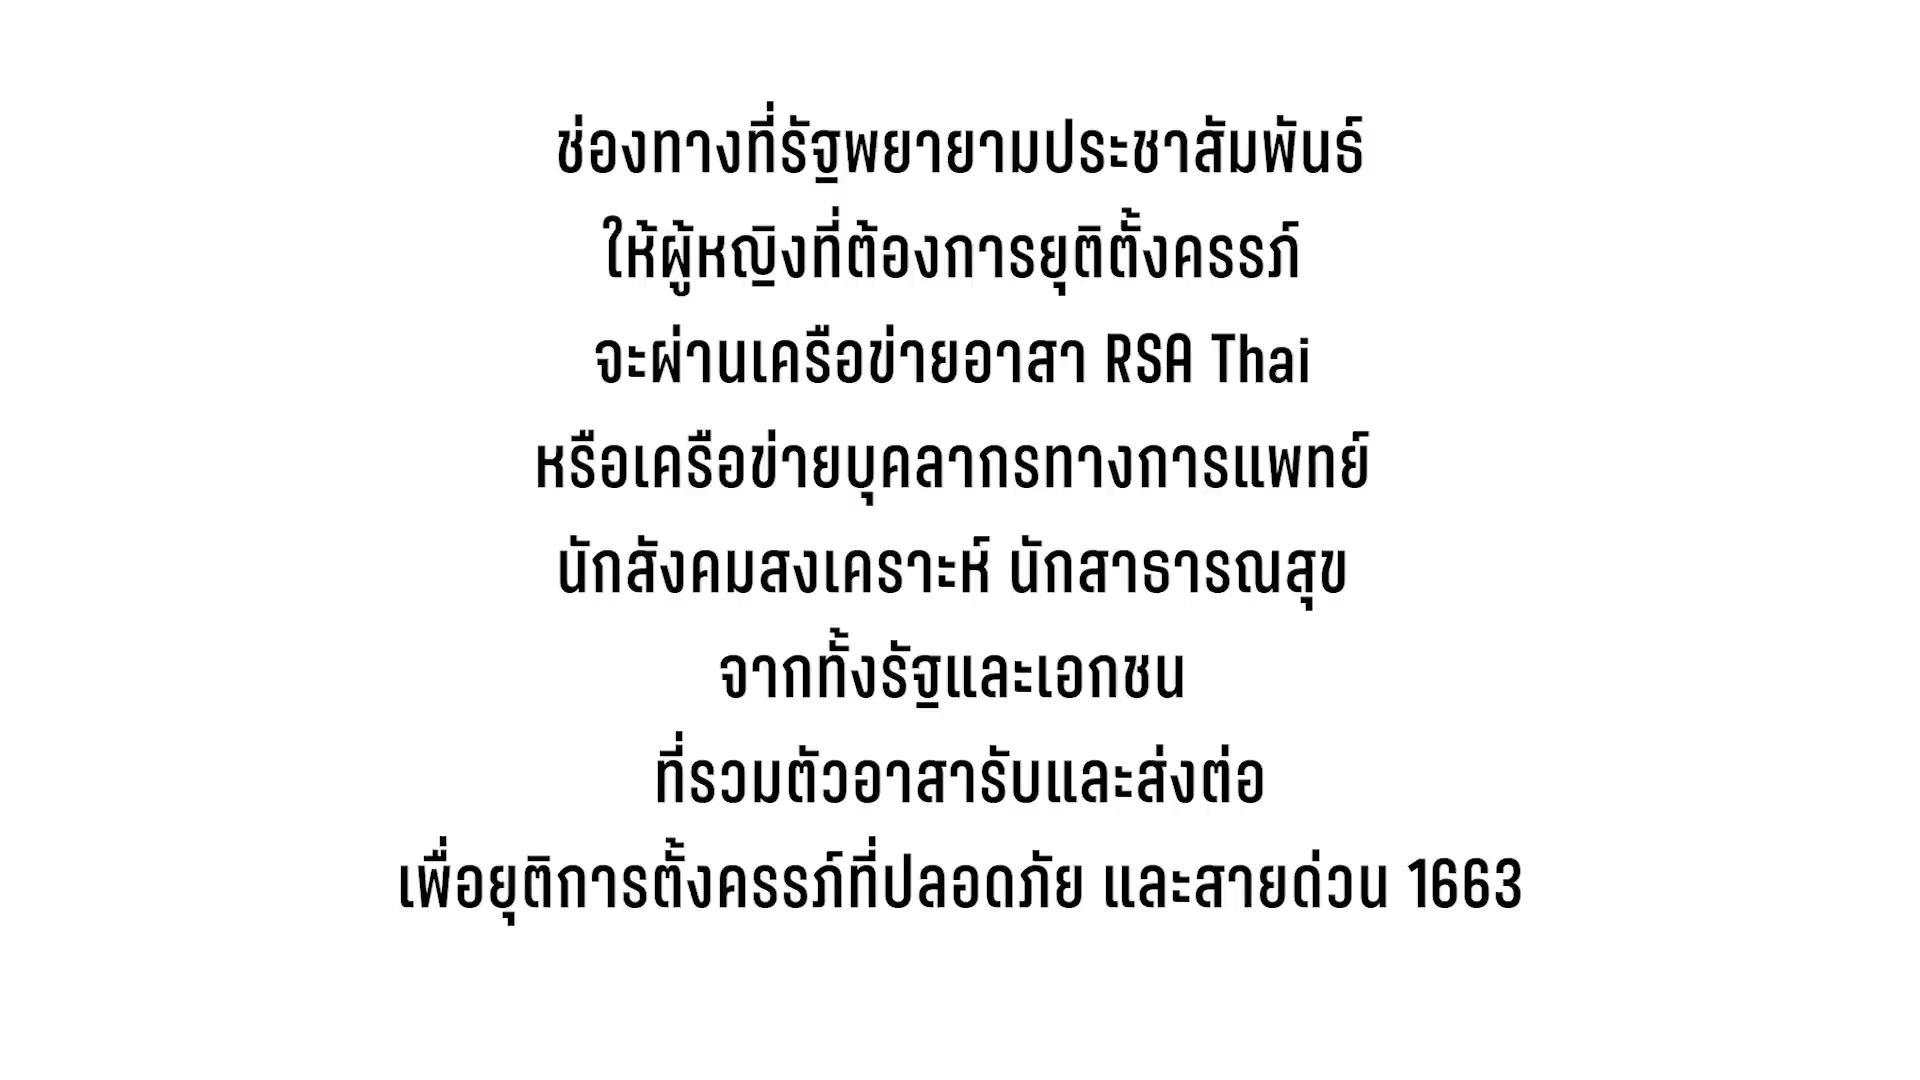 ช่องทางที่รัฐพยายามประชาสัมพันธ์
ให้ผู้หญิงที่ต้องการยุติตั้งครรภ์
จะผ่านเครือข่ายอาสา RSA Thai
หรือเครือข่ายบุคลากรทางการแพทย์
นักสังคมสงเคราะห์ นักสาธารณสุข
จากทั้งรัฐและเอกชน
ที่รวมตัวอาสารับและส่งต่อ
เพื่อยุติการตั้งครรภ์ที่ปลอดภัย และสายด่วน 1663